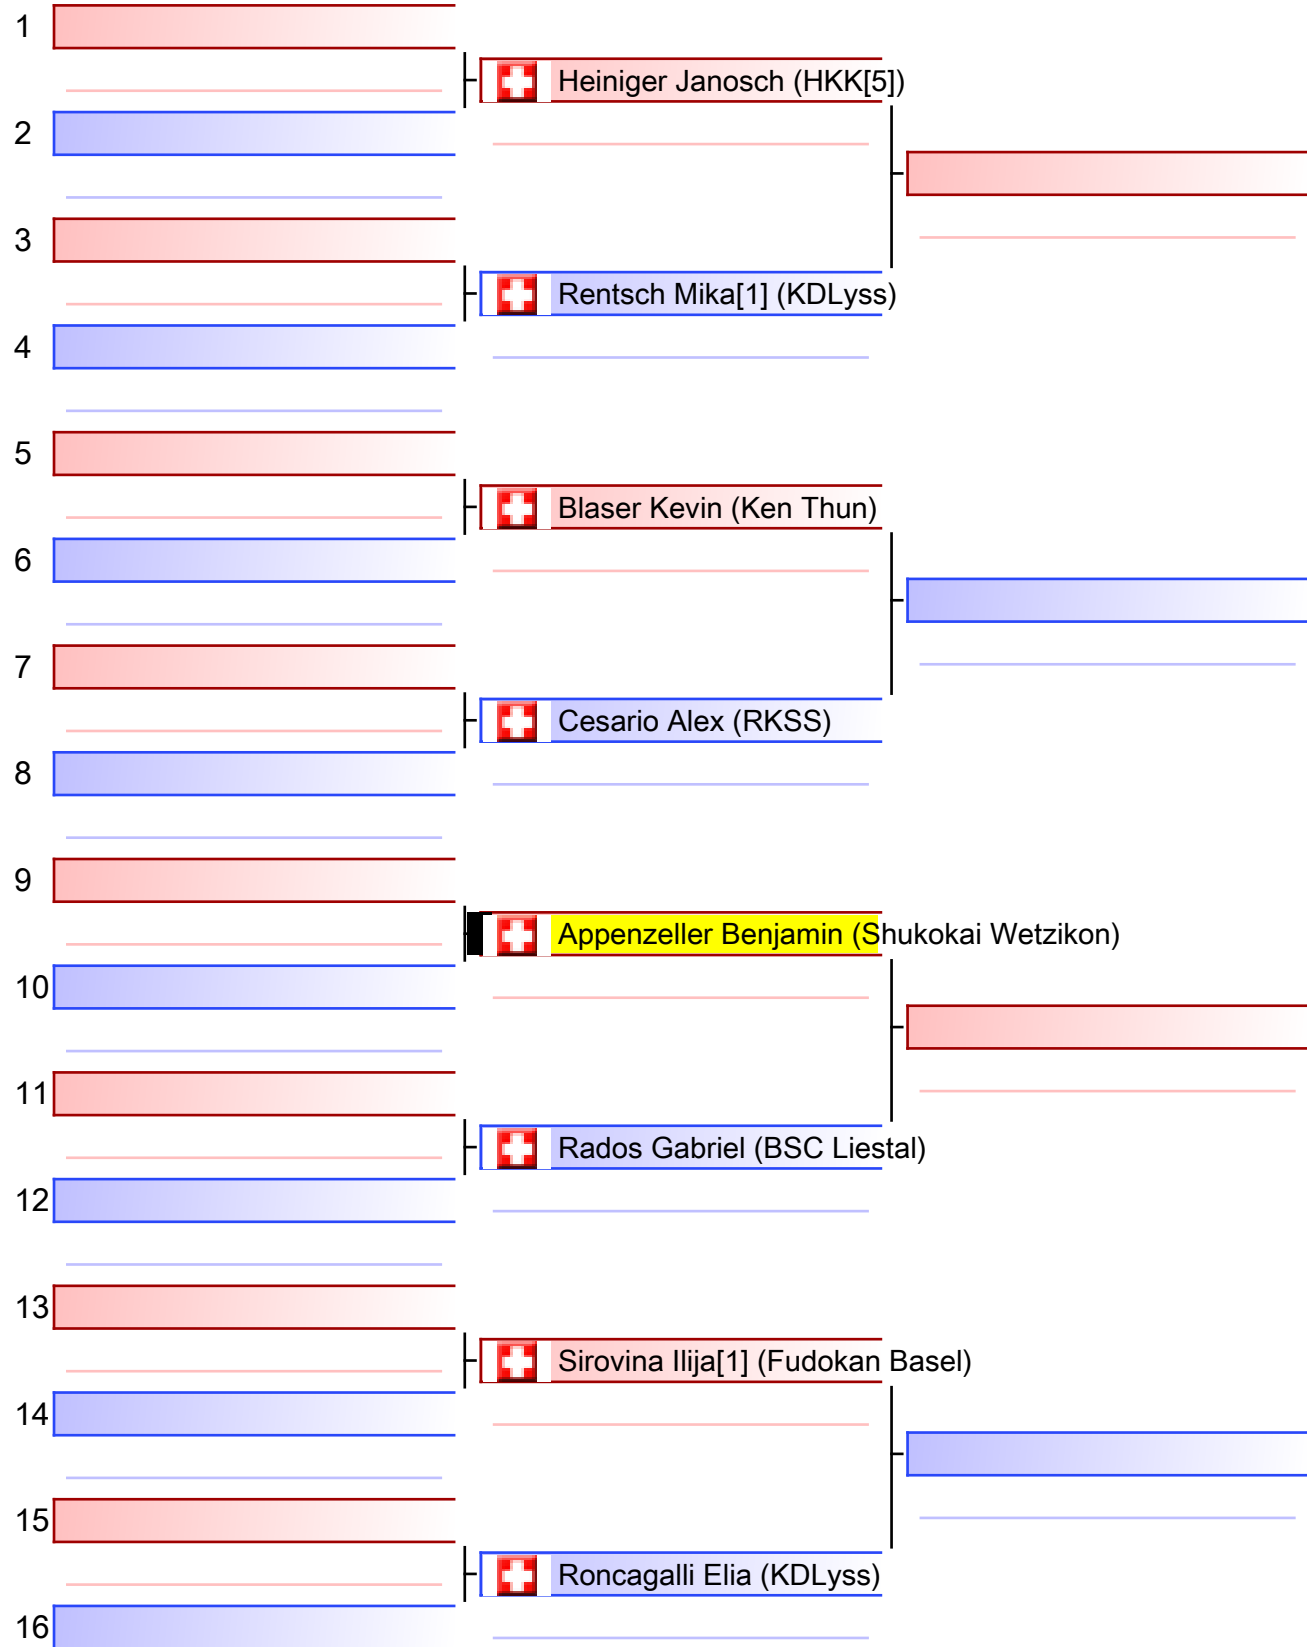 1
Heiniger Janosch (HKK[5])
2
3
Rentsch Mika[1] (KDLyss)
4
5
Blaser Kevin (Ken Thun)
6
7
Cesario Alex (RKSS)
8
9
Appenzeller Benjamin (Shukokai Wetzikon)
10
11
Rados Gabriel (BSC Liestal)
12
13
Sirovina Ilija[1] (Fudokan Basel)
14
15
Roncagalli Elia (KDLyss)
16